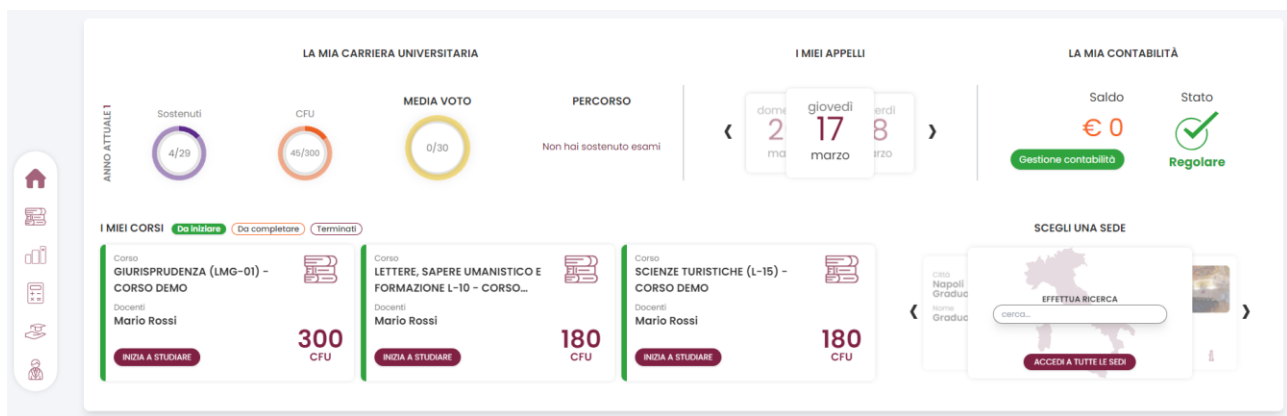 LA MIA CARRIERA UNIVERSITARIA
ANNO ATTUALE 1
Sostenuti
4/29
CFU
45/300
MEDIA VOTO
0/30
PERCORSO
Non hai sostenuto esami
I MIEI APPELLI
giovedì
17
marzo
LA MIA CONTABILITÀ
Saldo
€ 0
Gestione contabilità
Stato
Regolare
I MIEI CORSI Da iniziare Da completare Terminati
Corso
GIURISPRUDENZA (LMG-01) -
CORSO DEMO
Docenti
Mario Rossi
INIZIA A STUDIARE
300
CFU
Corso
LETTERE, SAPERE UMANISTICO E
FORMAZIONE L-10 - CORSO...
Docenti
Mario Rossi
INIZIA A STUDIARE
180
CFU
Corso
SCIENZE TURISTICHE (L-15) -
CORSO DEMO
Docenti
Mario Rossi
INIZIA A STUDIARE
180
CFU
SCEGLI UNA SEDE
Città
Napoli
Nome
EFFETTUA RICERCA
cerca...
ACCEDI A TUTTE LE SEDI